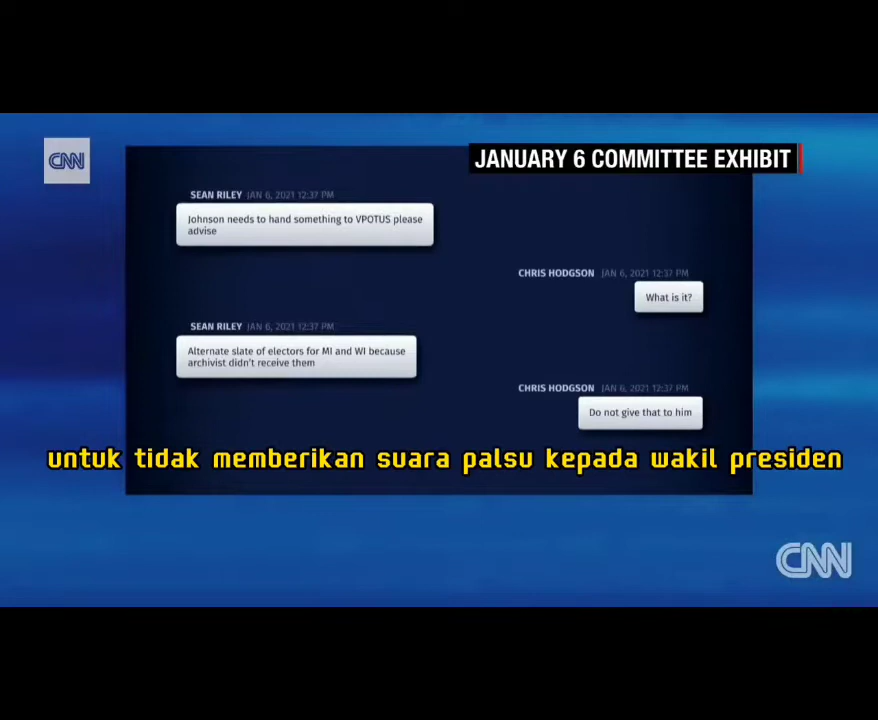 CNN
JANUARY 6 COMMITTEE EXHIBIT
SEAN RILEY JAN 6, 2021 12:37 PM
Johnson needs to hand something to VPOTUS please
advise
CHRIS HODGSON JAN 6, 2021 12:37 PM
What is it?
SEAN RILEY JAN 6, 2021 12:37 PM
Alternate slate of electors for MI and WI because
archivist didn't receive them
CHRIS HODGSON JAN 6, 2021 12:37 PM
Do not give that to him
untuk tidak memberikan suara palsu kepada wakil presiden
CNN